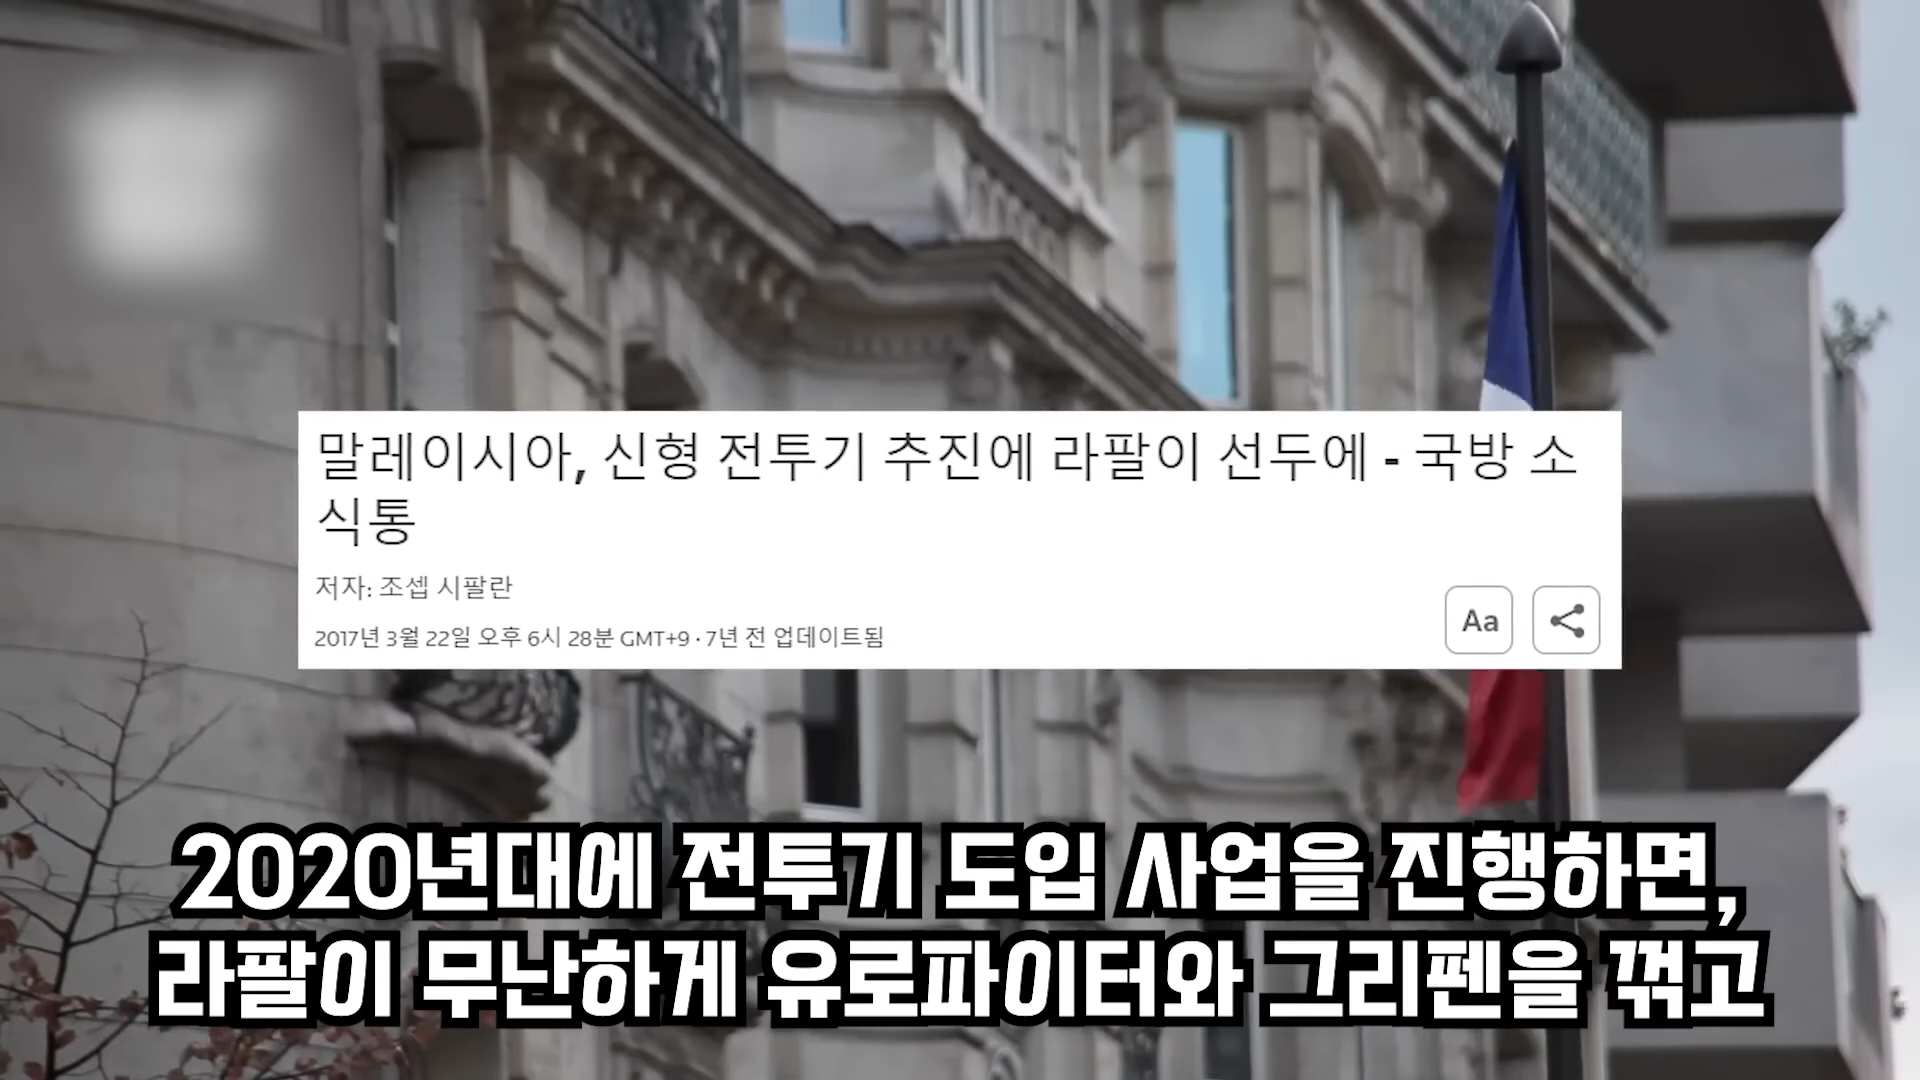 말레이시아, 신형 전투기 추진에 라팔이 선두에 - 국방 소
식통
저자: 조셉 시팔란
2017년 3월 22일 오후 6시 28분 GMT+9 · 7년 전 업데이트됨
Aa
2020년대에 전투기 도입 사업을 진행하면,
라팔이 무난하게 유로파이터와 그리펜을 꺾고